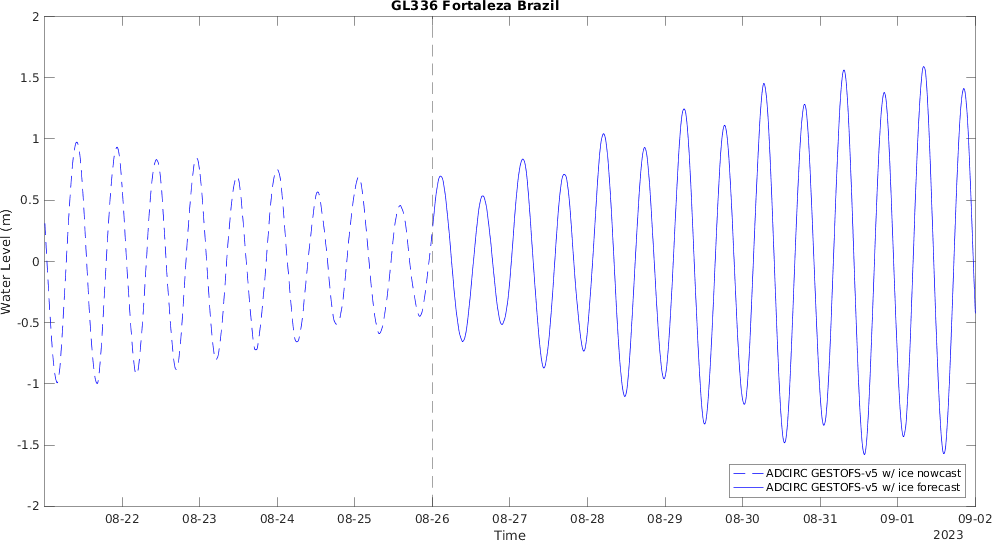 GL336 Fortaleza Brazil
2
1.5
1
0.5
0
-0.5
-1
-1.5
-2
Water Level (m)
ADCIRC GESTOFS-v5 w/ ice nowcast
ADCIRC GESTOFS-v5 w/ ice forecast
08-22 08-23 08-24 08-25 08-26 08-27 08-28 08-29 08-30 08-31 09-01 09-02
Time
2023